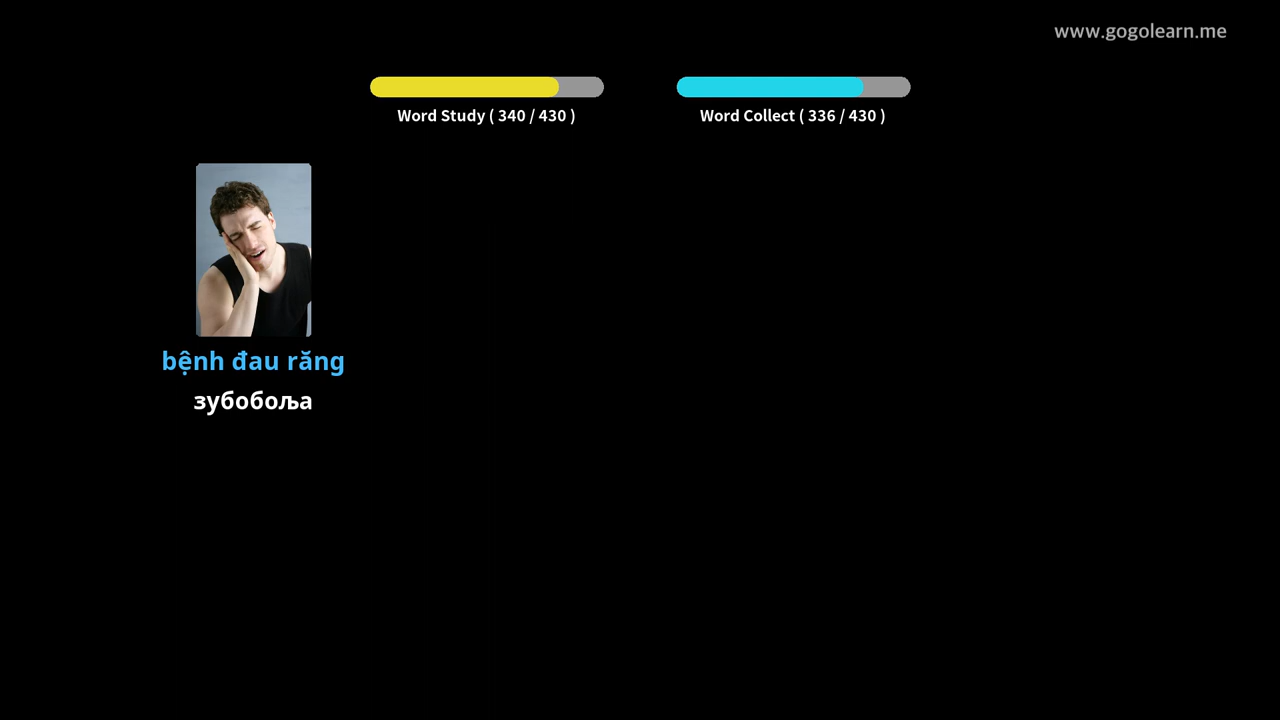 www.gogolearn.me
Word Study ( 340 / 430 )
Word Collect ( 336 / 430 )
bệnh đau răng
зубобоља